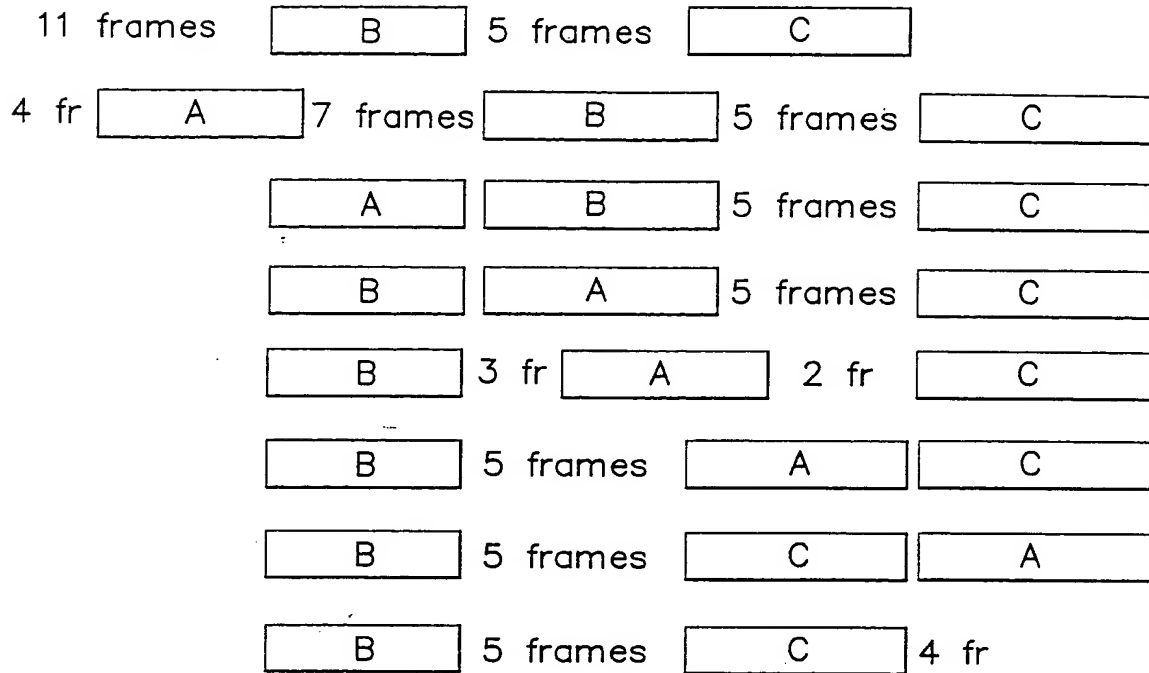 11 frames B 5 frames C
4 fr A 7 frames B 5 frames C
A B 5 frames C
B A 5 frames C
B 3 fr A 2 fr C
B 5 frames A C
B 5 frames C A
B 5 frames C 4 fr